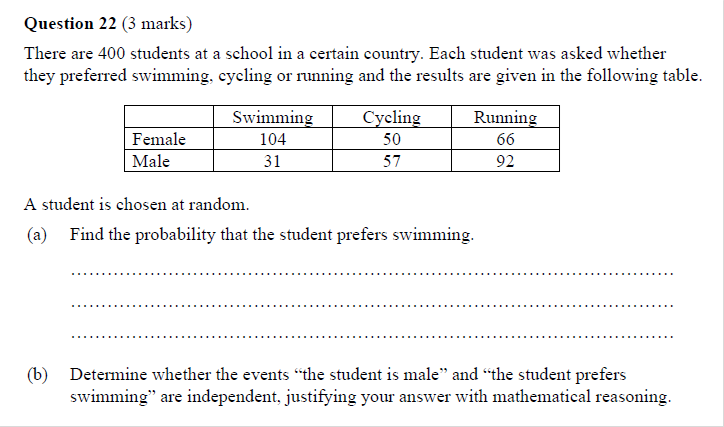 Question 22 (3 marks)
There are 400 students at a school in a certain country. Each student was asked whether
they preferred swimming, cycling or running and the results are given in the following table.
Swimming Cycling Running
Female 104 50 66
Male 31 57 92
A student is chosen at random.
(a) Find the probability that the student prefers swimming.
(b) Determine whether the events “the student is male” and “the student prefers
swimming” are independent, justifying your answer with mathematical reasoning.